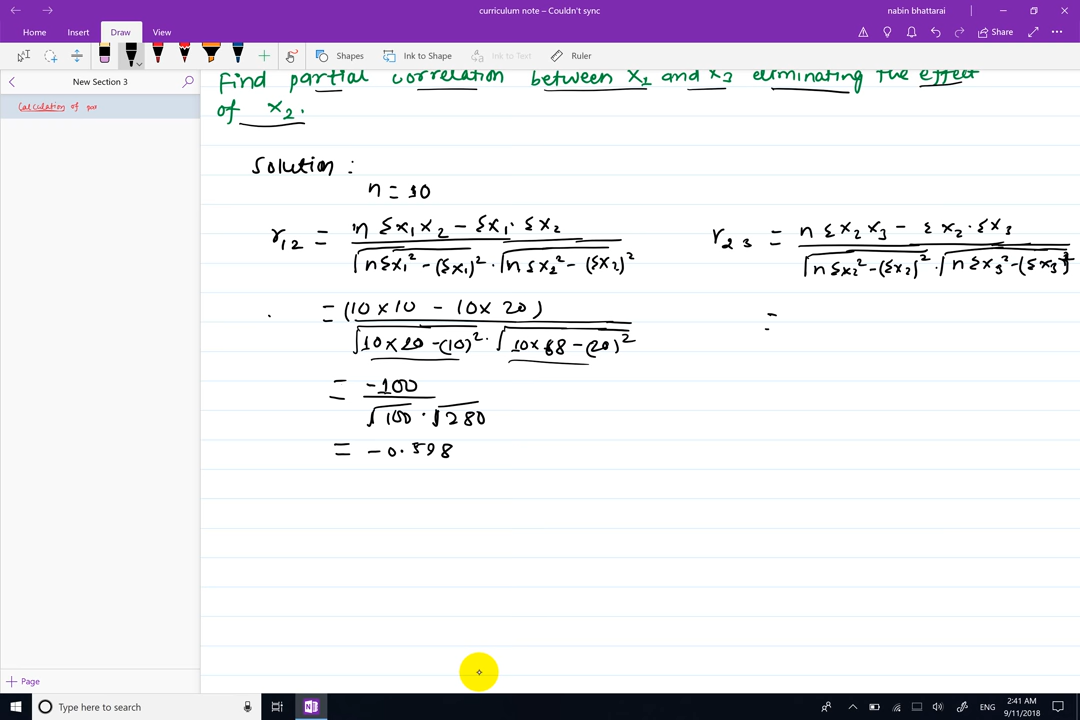 curriculum note – Couldn't sync
nabin bhattarai
Home Insert Draw View
Share
Shapes Ink to Shape Ink to Text Ruler
New Section 3
Calculation of par
Find partial correlation between x1 and x3 eliminating the effect
of x2.
Solution :
n = 10
r12 = n Σx1x2 − Σx1·Σx2 / √nΣx1² − (Σx1)² · √nΣx2² − (Σx2)²
r23 = n Σx2x3 − Σx2·Σx3 / √nΣx2² − (Σx2)² · √nΣx3² − (Σx3)²
= (10×10 − 10×20) / √10×20 − (10)² · √10×68 − (20)²
=
= −100 / √100 · √280
= −0.598
Page
Type here to search
ENG
2:41 AM
9/11/2018